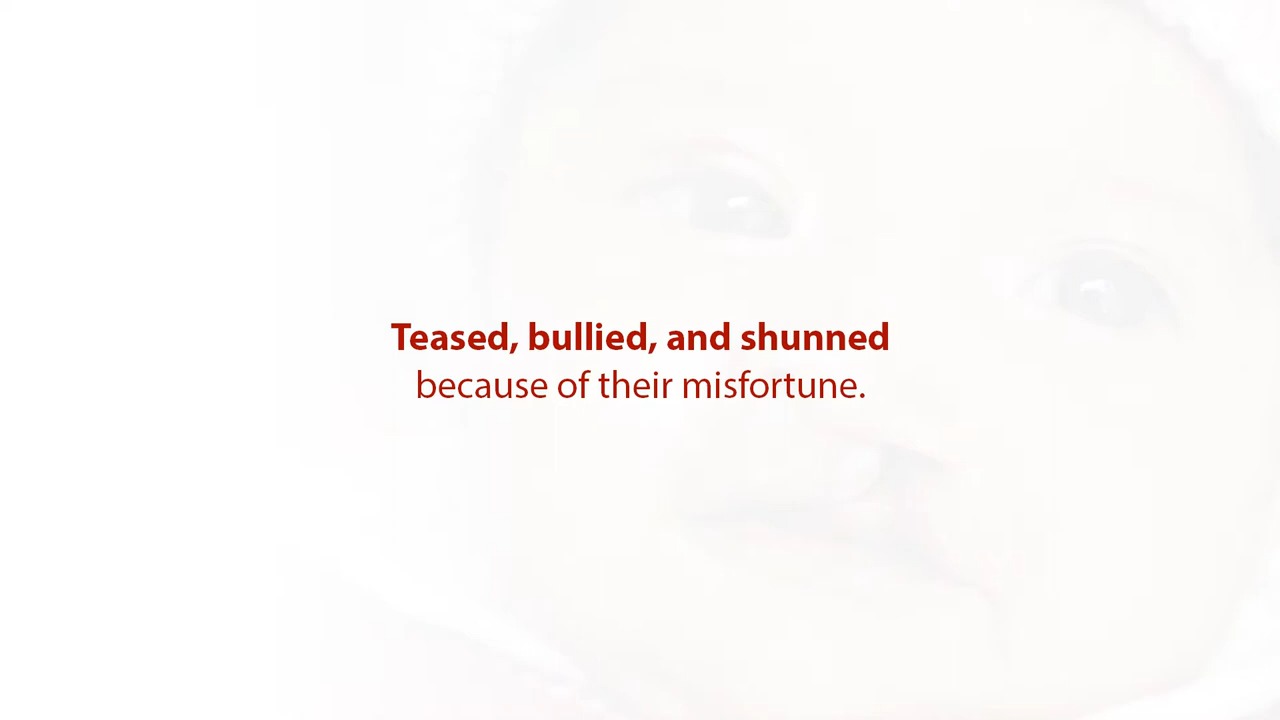 Teased, bullied, and shunned
because of their misfortune.